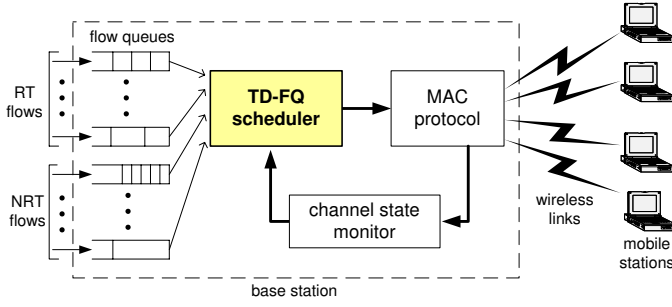 flow queues
RT
flows
NRT
flows
TD-FQ
scheduler
MAC
protocol
channel state
monitor
wireless
links
mobile
stations
base station